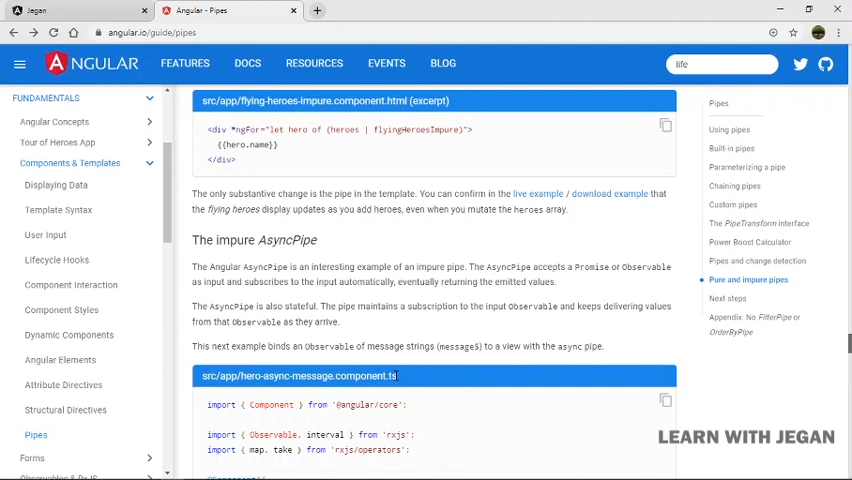 Jegan
Angular - Pipes
angular.io/guide/pipes
ANGULAR
FEATURES
DOCS
RESOURCES
EVENTS
BLOG
life
FUNDAMENTALS
Angular Concepts
Tour of Heroes App
Components & Templates
Displaying Data
Template Syntax
User Input
Lifecycle Hooks
Component Interaction
Component Styles
Dynamic Components
Angular Elements
Attribute Directives
Structural Directives
Pipes
Forms
Observables & RxJS
src/app/flying-heroes-impure.component.html (excerpt)
<div *ngFor="let hero of (heroes | flyingHeroesImpure)">
{{hero.name}}
</div>
The only substantive change is the pipe in the template. You can confirm in the live example / download example that
the flying heroes display updates as you add heroes, even when you mutate the heroes array.
The impure AsyncPipe
The Angular AsyncPipe is an interesting example of an impure pipe. The AsyncPipe accepts a Promise or Observable
as input and subscribes to the input automatically, eventually returning the emitted values.
The AsyncPipe is also stateful. The pipe maintains a subscription to the input Observable and keeps delivering values
from that Observable as they arrive.
This next example binds an Observable of message strings (message$) to a view with the async pipe.
src/app/hero-async-message.component.ts
import { Component } from '@angular/core';
import { Observable, interval } from 'rxjs';
import { map, take } from 'rxjs/operators';
@Component({
Pipes
Using pipes
Built-in pipes
Parameterizing a pipe
Chaining pipes
Custom pipes
The PipeTransform interface
Power Boost Calculator
Pipes and change detection
Pure and impure pipes
Next steps
Appendix: No FilterPipe or
OrderByPipe
LEARN WITH JEGAN